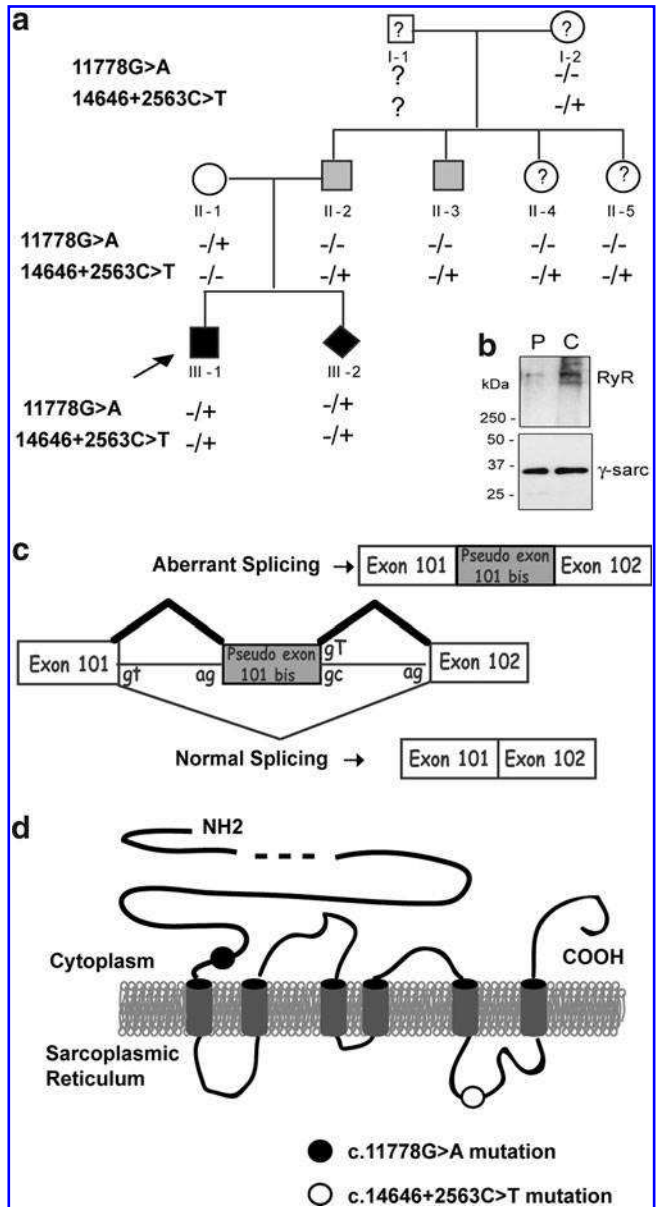 a
? ?
I-1 I-2
11778G>A ? -/-
14646+2563C>T ? -/+
? ?
II-1 II-2 II-3 II-4 II-5
11778G>A -/+ -/- -/- -/- -/-
14646+2563C>T -/- -/+ -/+ -/+ -/+
III-1 III-2
11778G>A -/+ -/+
14646+2563C>T -/+ -/+
b P C
kDa RyR
250 -
50 -
37 - γ-sarc
25 -
c
Aberrant Splicing → Exon 101 Pseudo exon 101 bis Exon 102
Exon 101 gt ag Pseudo exon 101 bis gT gc ag Exon 102
Normal Splicing → Exon 101 Exon 102
d
NH2
Cytoplasm COOH
Sarcoplasmic
Reticulum
c.11778G>A mutation
c.14646+2563C>T mutation